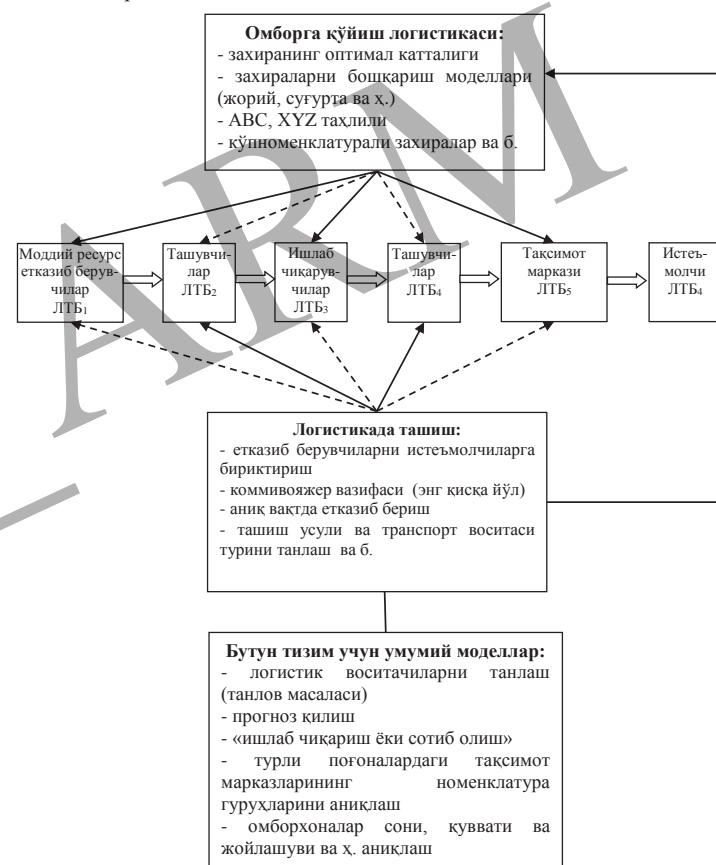 Омборга қўйиш логистикаси:
- захиранинг оптимал катталиги
- захираларни бошқариш моделлари
(жорий, суғурта ва ҳ.)
- ABC, XYZ таҳлили
- кўпноменклатурали захиралар ва б.
Моддий ресурс
етказиб берув-
чилар
ЛТБ₁
Ташувчи-
лар
ЛТБ₂
Ишлаб
чиқарув-
чилар
ЛТБ₃
Ташувчи-
лар
ЛТБ₄
Тақсимот
маркази
ЛТБ₅
Истеъ-
молчи
ЛТБ₄
Логистикада ташиш:
- етказиб берувчиларни истеъмолчиларга
бириктириш
- коммивояжер вазифаси (энг қисқа йўл)
- аниқ вақтда етказиб бериш
- ташиш усули ва транспорт воситаси
турини танлаш ва б.
Бутун тизим учун умумий моделлар:
- логистик воситачиларни танлаш
(танлов масаласи)
- прогноз қилиш
- «ишлаб чиқариш ёки сотиб олиш»
- турли поғоналардаги тақсимот
марказларининг номенклатура
гуруҳларини аниқлаш
- омборхоналар сони, қуввати ва
жойлашуви ва ҳ. аниқлаш
_ARM